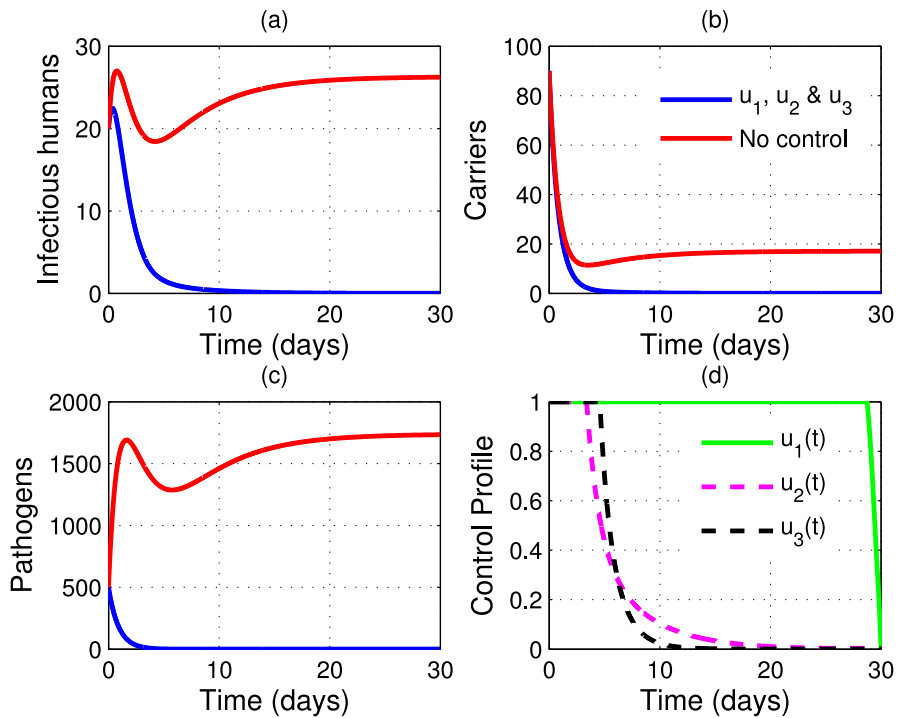 (a)
30
20
10
0
Infectious humans
0 10 20 30
Time (days)
(b)
100
80
60
40
20
0
Carriers
u1, u2 & u3
No control
0 10 20 30
Time (days)
(c)
2000
1500
1000
500
0
Pathogens
0 10 20 30
Time (days)
(d)
1
0.8
0.6
0.4
0.2
0
Control Profile
u1(t)
u2(t)
u3(t)
0 10 20 30
Time (days)